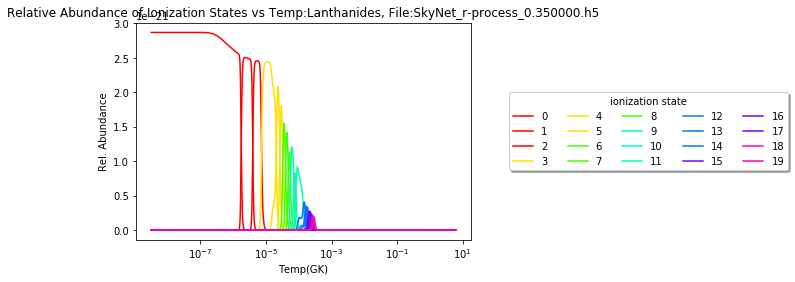 Relative Abundance of Ionization States vs Temp:Lanthanides, File:SkyNet_r-process_0.350000.h5
1e−21
3.0
2.5
2.0
1.5
1.0
0.5
0.0
Rel. Abundance
10^-7
10^-5
10^-3
10^-1
10^1
Temp(GK)
ionization state
0 4 8 12 16
1 5 9 13 17
2 6 10 14 18
3 7 11 15 19